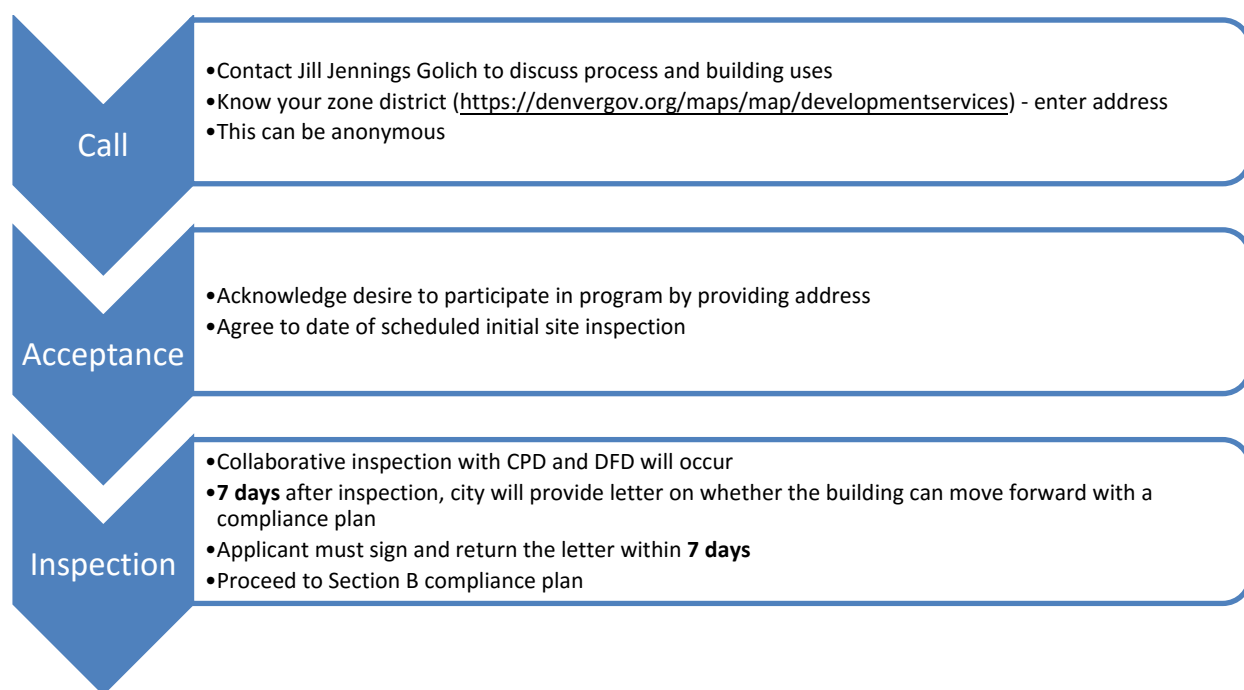 Call
•Contact Jill Jennings Golich to discuss process and building uses
•Know your zone district (https://denvergov.org/maps/map/developmentservices) - enter address
•This can be anonymous
Acceptance
•Acknowledge desire to participate in program by providing address
•Agree to date of scheduled initial site inspection
Inspection
•Collaborative inspection with CPD and DFD will occur
•7 days after inspection, city will provide letter on whether the building can move forward with a
compliance plan
•Applicant must sign and return the letter within 7 days
•Proceed to Section B compliance plan